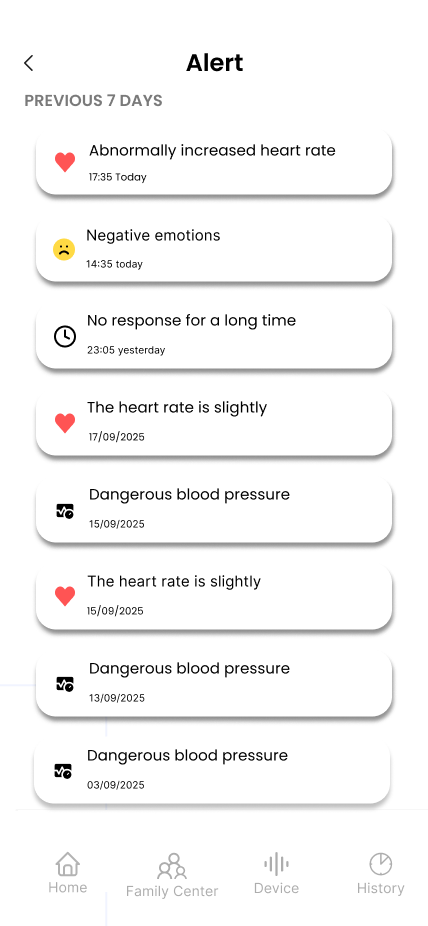 Alert
PREVIOUS 7 DAYS
Abnormally increased heart rate
17:35 Today
Negative emotions
14:35 today
No response for a long time
23:05 yesterday
The heart rate is slightly
17/09/2025
Dangerous blood pressure
15/09/2025
The heart rate is slightly
15/09/2025
Dangerous blood pressure
13/09/2025
Dangerous blood pressure
03/09/2025
Home Family Center Device History